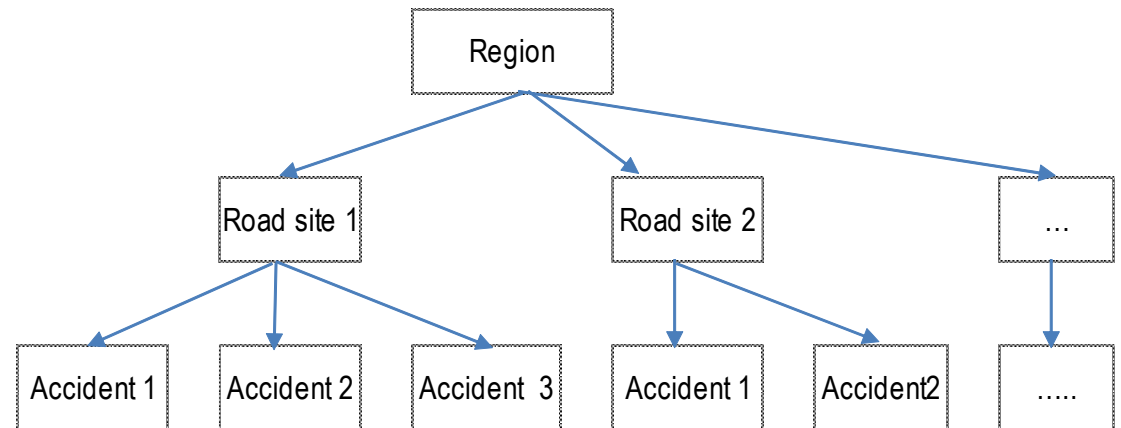 Region
Road site 1
Road site 2
...
Accident 1
Accident 2
Accident 3
Accident 1
Accident2
.....